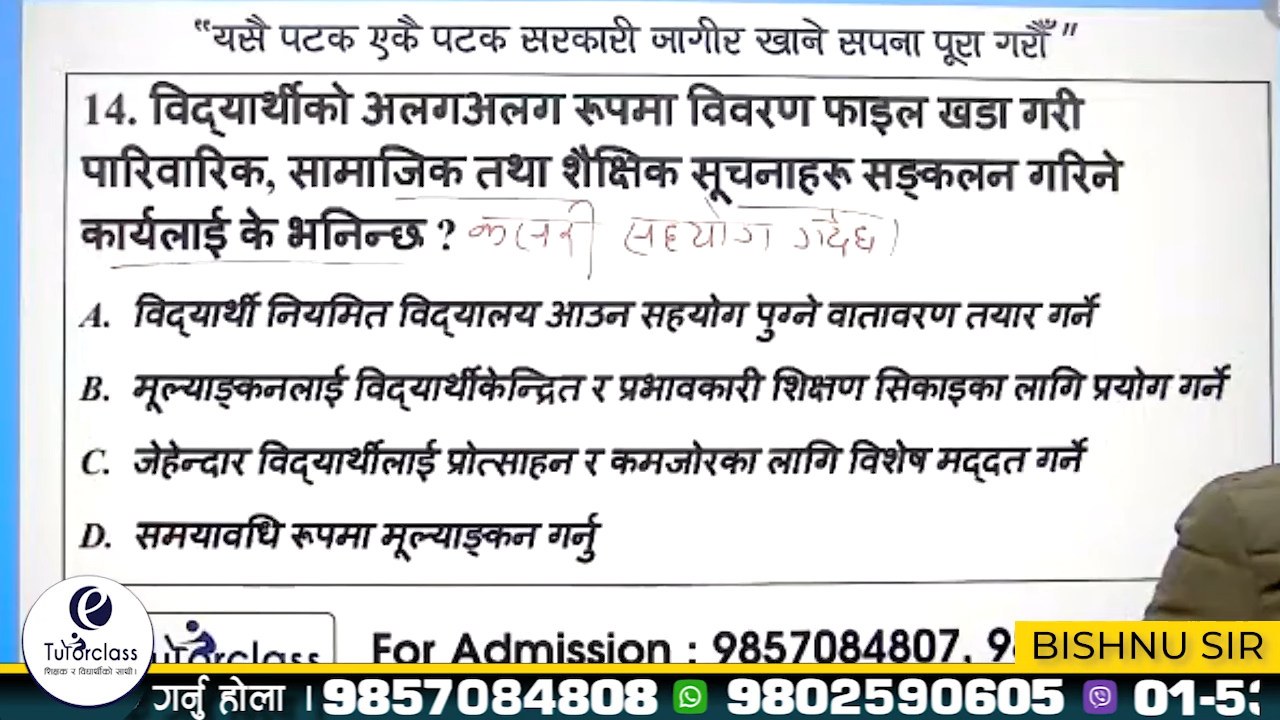 “यसै पटक एकै पटक सरकारी जागीर खाने सपना पूरा गरौँ”
14. विद्‌यार्थीको अलगअलग रूपमा विवरण फाइल खडा गरी
पारिवारिक, सामाजिक तथा शैक्षिक सूचनाहरू सङ्कलन गरिने
कार्यलाई के भनिन्छ ? कसरी सहयोग गर्दछ।
A. विद्‌यार्थी नियमित विद्‌यालय आउन सहयोग पुग्ने वातावरण तयार गर्ने
B. मूल्याङ्कनलाई विद्‌यार्थीकेन्द्रित र प्रभावकारी शिक्षण सिकाइका लागि प्रयोग गर्ने
C. जेहेन्दार विद्‌यार्थीलाई प्रोत्साहन र कमजोरका लागि विशेष मद्‌दत गर्ने
D. समयावधि रूपमा मूल्याङ्कन गर्नु
e
Tutorclass
शिक्षक र विद्यार्थीको साथी।
For Admission : 9857084807, 9
BISHNU SIR
गर्नु होला । 9857084808 9802590605 01-53